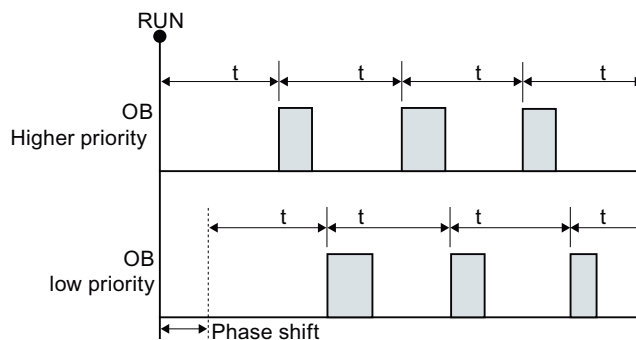 RUN
t t t t
OB
Higher priority
t t t t
OB
low priority
Phase shift